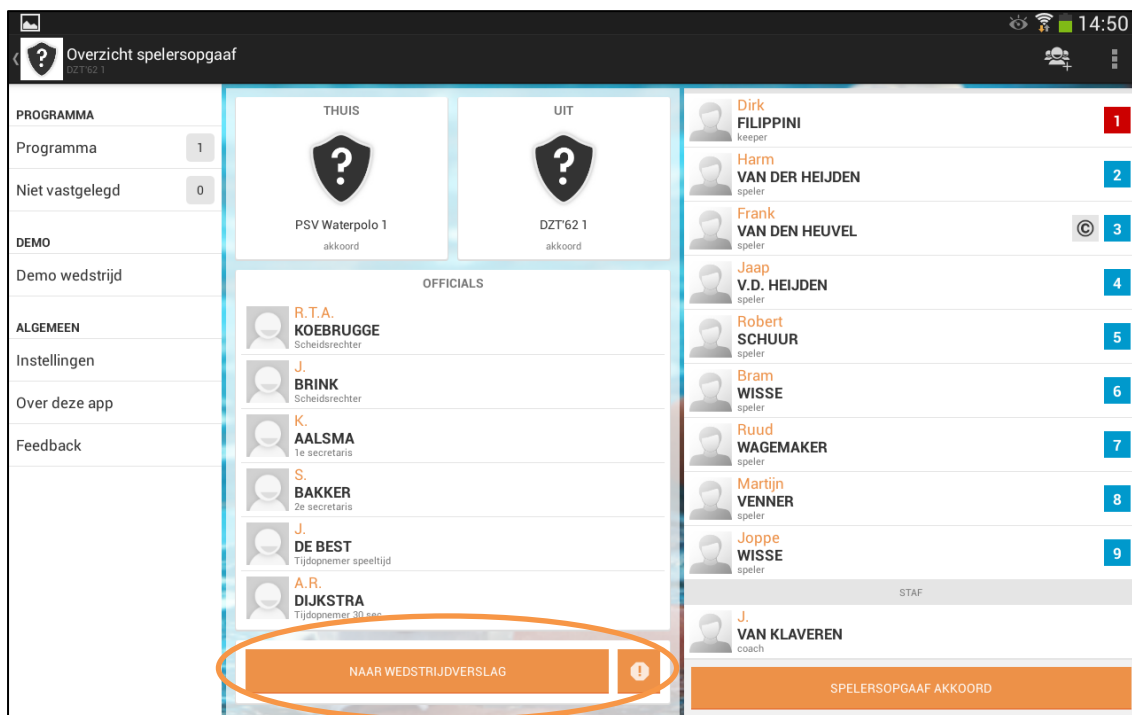 14:50
Overzicht spelersopgaaf
DZT'62 1
PROGRAMMA
Programma 1
Niet vastgelegd 0
DEMO
Demo wedstrijd
ALGEMEEN
Instellingen
Over deze app
Feedback
THUIS
PSV Waterpolo 1
akkoord
UIT
DZT'62 1
akkoord
OFFICIALS
R.T.A.
KOEBRUGGE
Scheidsrechter
J.
BRINK
Scheidsrechter
K.
AALSMA
1e secretaris
S.
BAKKER
2e secretaris
J.
DE BEST
Tijdopnemer speeltijd
A.R.
DIJKSTRA
Tijdopnemer 30 sec
NAAR WEDSTRIJDVERSLAG
Dirk
FILIPPINI 1
keeper
Harm
VAN DER HEIJDEN 2
speler
Frank
VAN DEN HEUVEL © 3
speler
Jaap
V.D. HEIJDEN 4
speler
Robert
SCHUUR 5
speler
Bram
WISSE 6
speler
Ruud
WAGEMAKER 7
speler
Martijn
VENNER 8
speler
Joppe
WISSE 9
speler
STAF
J.
VAN KLAVEREN
coach
SPELERSOPGAAF AKKOORD